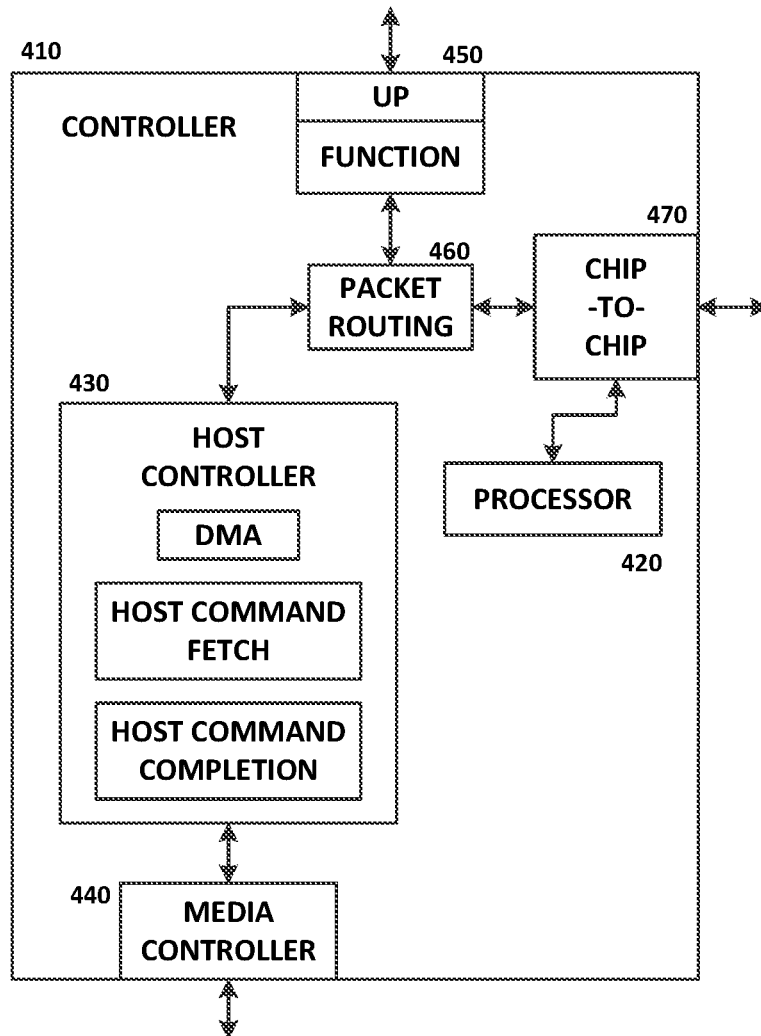 410
450
UP
CONTROLLER
FUNCTION
470
460
PACKET
ROUTING
CHIP
-TO-
CHIP
430
HOST
CONTROLLER
PROCESSOR
DMA
420
HOST COMMAND
FETCH
HOST COMMAND
COMPLETION
440
MEDIA
CONTROLLER